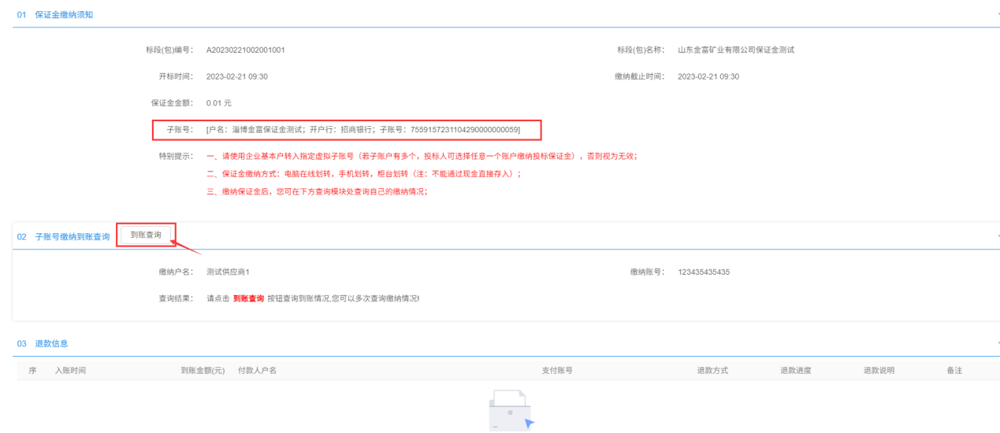 01 保证金缴纳须知
标段(包)编号： A20230221002001001 标段(包)名称： 山东金富矿业有限公司保证金测试
开标时间： 2023-02-21 09:30 缴纳截止时间： 2023-02-21 09:30
保证金金额： 0.01 元
子账号： [户名：淄博金富保证金测试；开户行：招商银行；子账号：7559157231104290000000059]
特别提示： 一、请使用企业基本户转入指定虚拟子账号（若子账户有多个，投标人可选择任意一个账户缴纳投标保证金），否则视为无效；
二、保证金缴纳方式：电脑在线划转，手机划转，柜台划转（注：不能通过现金直接存入）；
三、缴纳保证金后，您可在下方查询模块处查询自己的缴纳情况；
02 子账号缴纳到账查询 到账查询
缴纳户名： 测试供应商1 缴纳账号： 123435435435
查询结果： 请点击 到账查询 按钮查询到账情况,您可以多次查询缴纳情况!
03 退款信息
序 入账时间 到账金额(元) 付款人户名 支付账号 退款方式 退款进度 退款说明 备注